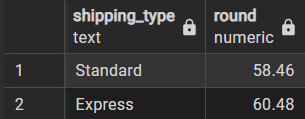 shipping_type round
text numeric
1 Standard 58.46
2 Express 60.48